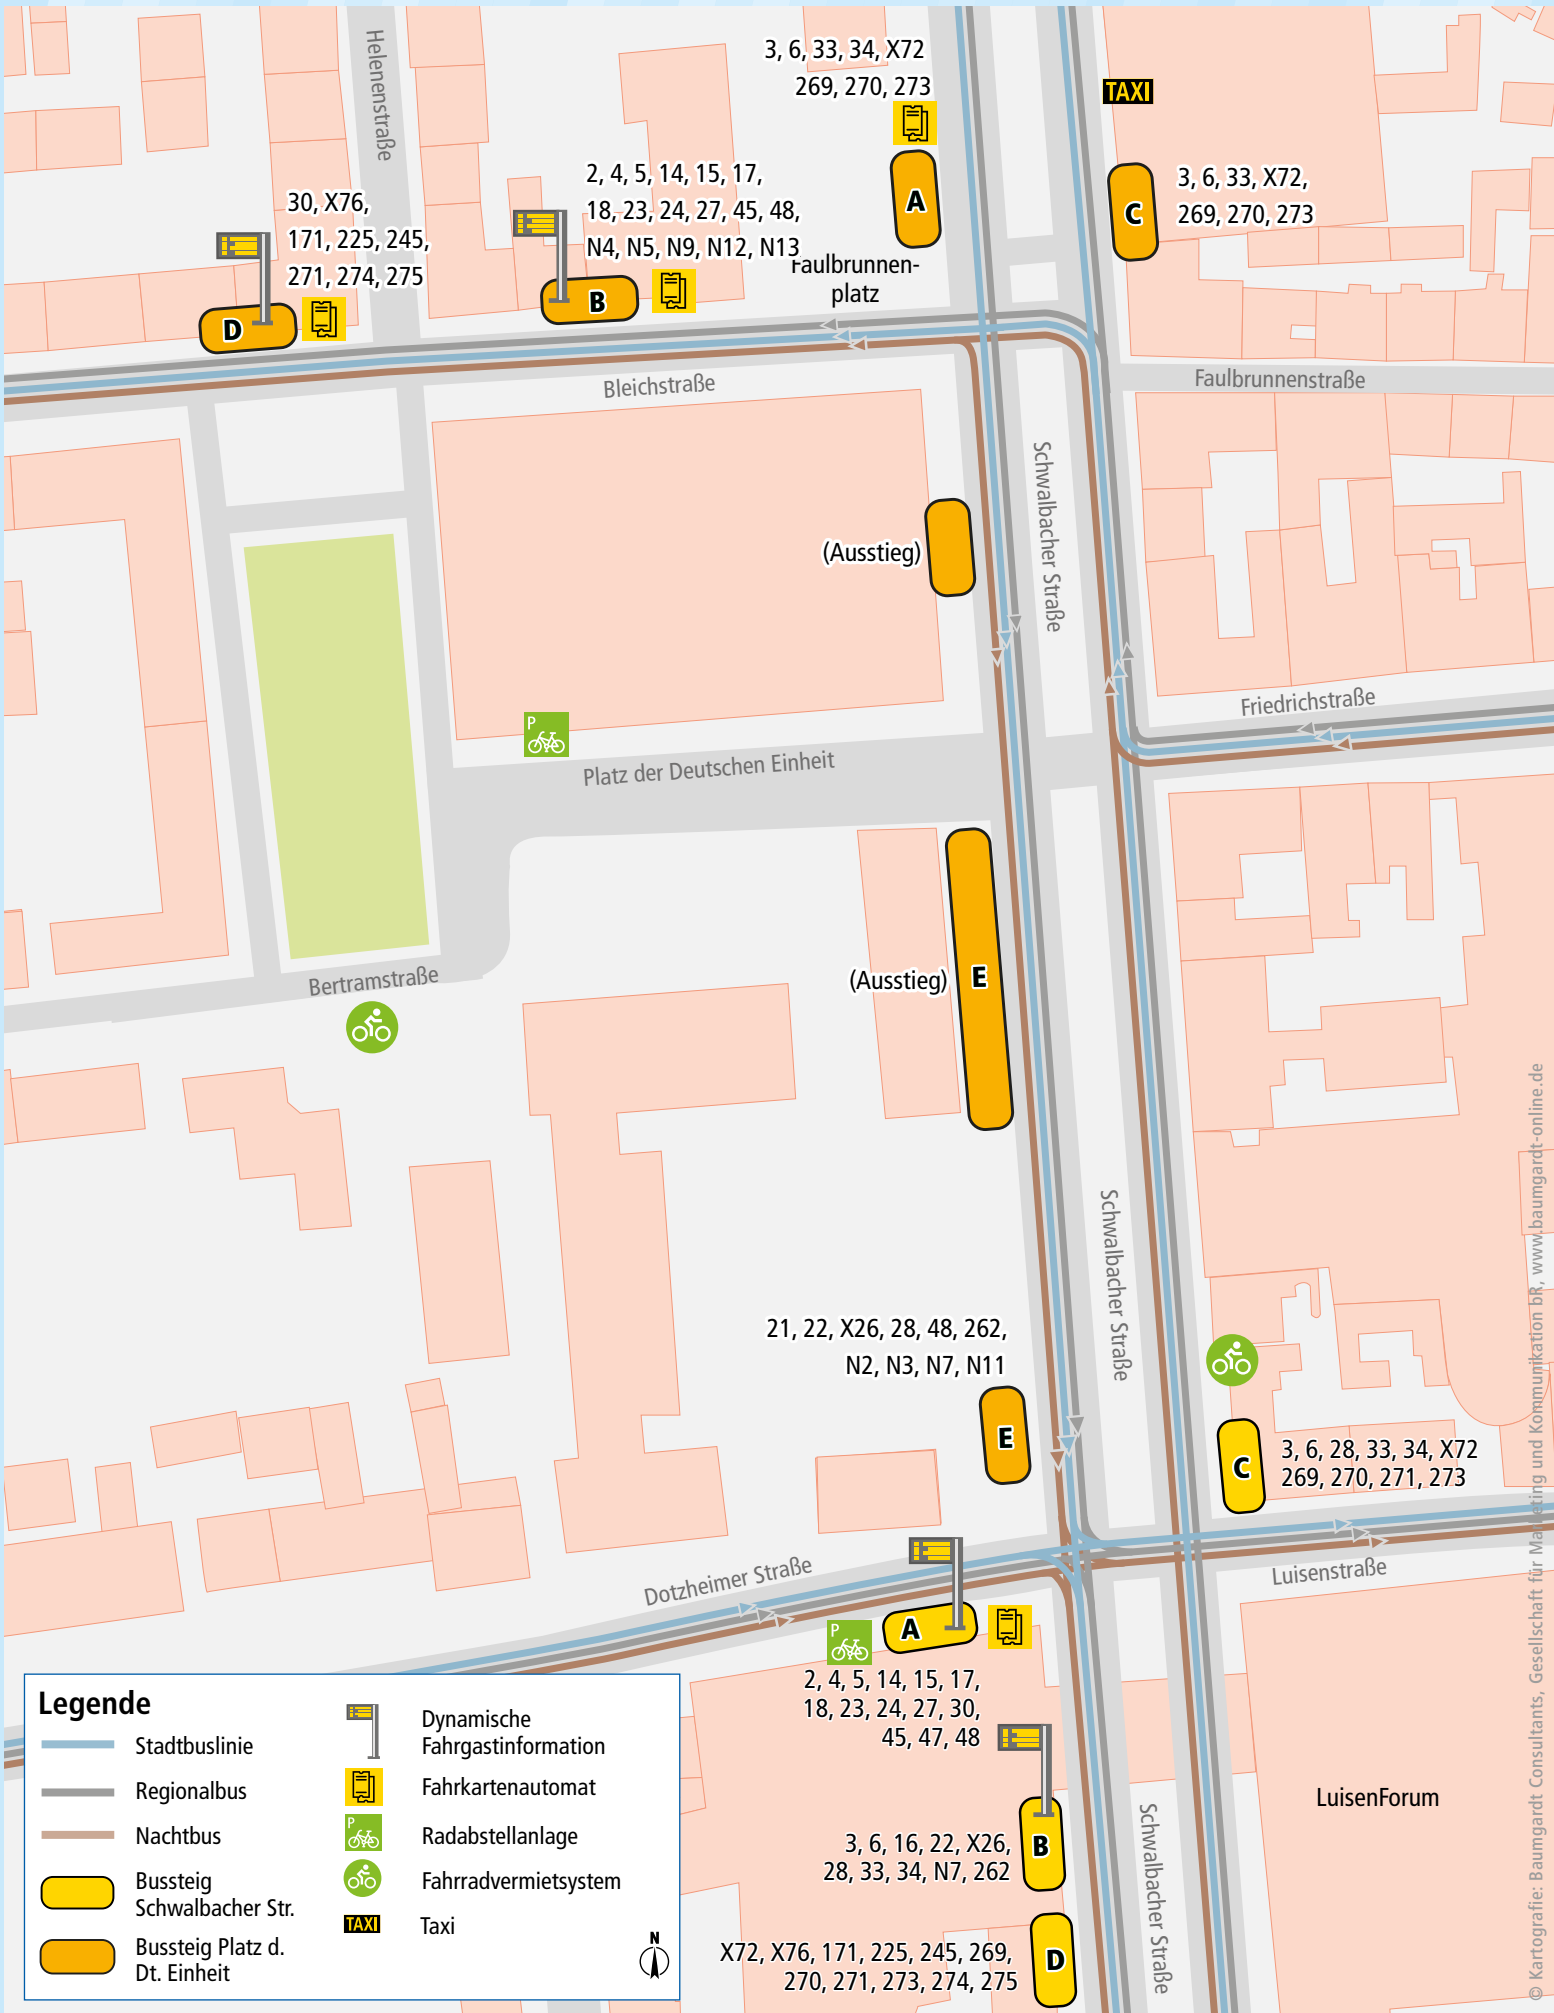 Helenenstraße
3, 6, 33, 34, X72
269, 270, 273
TAXI
A
2, 4, 5, 14, 15, 17,
18, 23, 24, 27, 45, 48,
N4, N5, N9, N12, N13
B
3, 6, 33, X72,
269, 270, 273
C
30, X76,
171, 225, 245,
271, 274, 275
D
Faulbrunnen-
platz
Bleichstraße
Faulbrunnenstraße
Schwalbacher Straße
(Ausstieg)
Friedrichstraße
P
Platz der Deutschen Einheit
Bertramstraße
(Ausstieg)
E
Schwalbacher Straße
21, 22, X26, 28, 48, 262,
N2, N3, N7, N11
E
C
3, 6, 28, 33, 34, X72
269, 270, 271, 273
Dotzheimer Straße
Luisenstraße
P
A
2, 4, 5, 14, 15, 17,
18, 23, 24, 27, 30,
45, 47, 48
LuisenForum
B
3, 6, 16, 22, X26,
28, 33, 34, N7, 262
Schwalbacher Straße
D
X72, X76, 171, 225, 245, 269,
270, 271, 273, 274, 275
Legende
Stadtbuslinie
Regionalbus
Nachtbus
Bussteig
Schwalbacher Str.
Bussteig Platz d.
Dt. Einheit
Dynamische
Fahrgastinformation
Fahrkartenautomat
P
Radabstellanlage
Fahrradvermietsystem
TAXI
Taxi
N
© Kartografie: Baumgardt Consultants, Gesellschaft für Marketing und Kommunikation bR, www.baumgardt-online.de